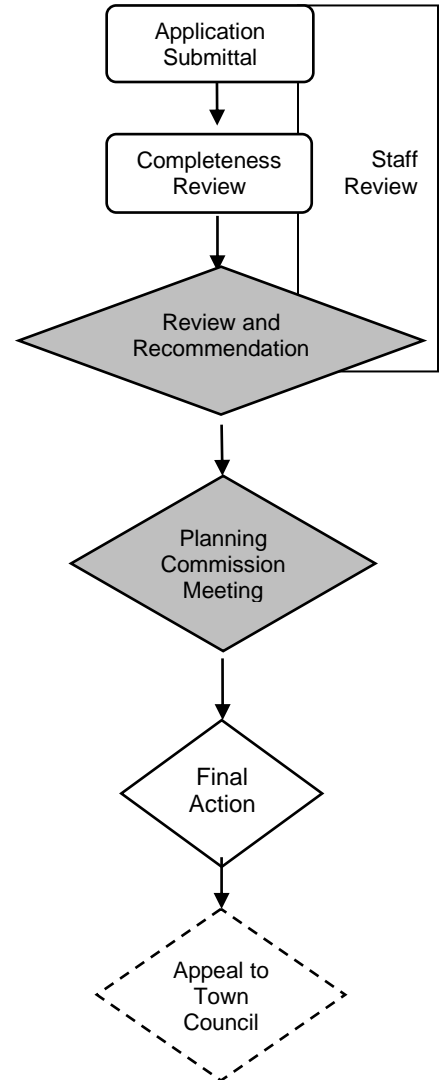 Application
Submittal
Completeness
Review
Staff
Review
Review and
Recommendation
Planning
Commission
Meeting
Final
Action
Appeal to
Town
Council